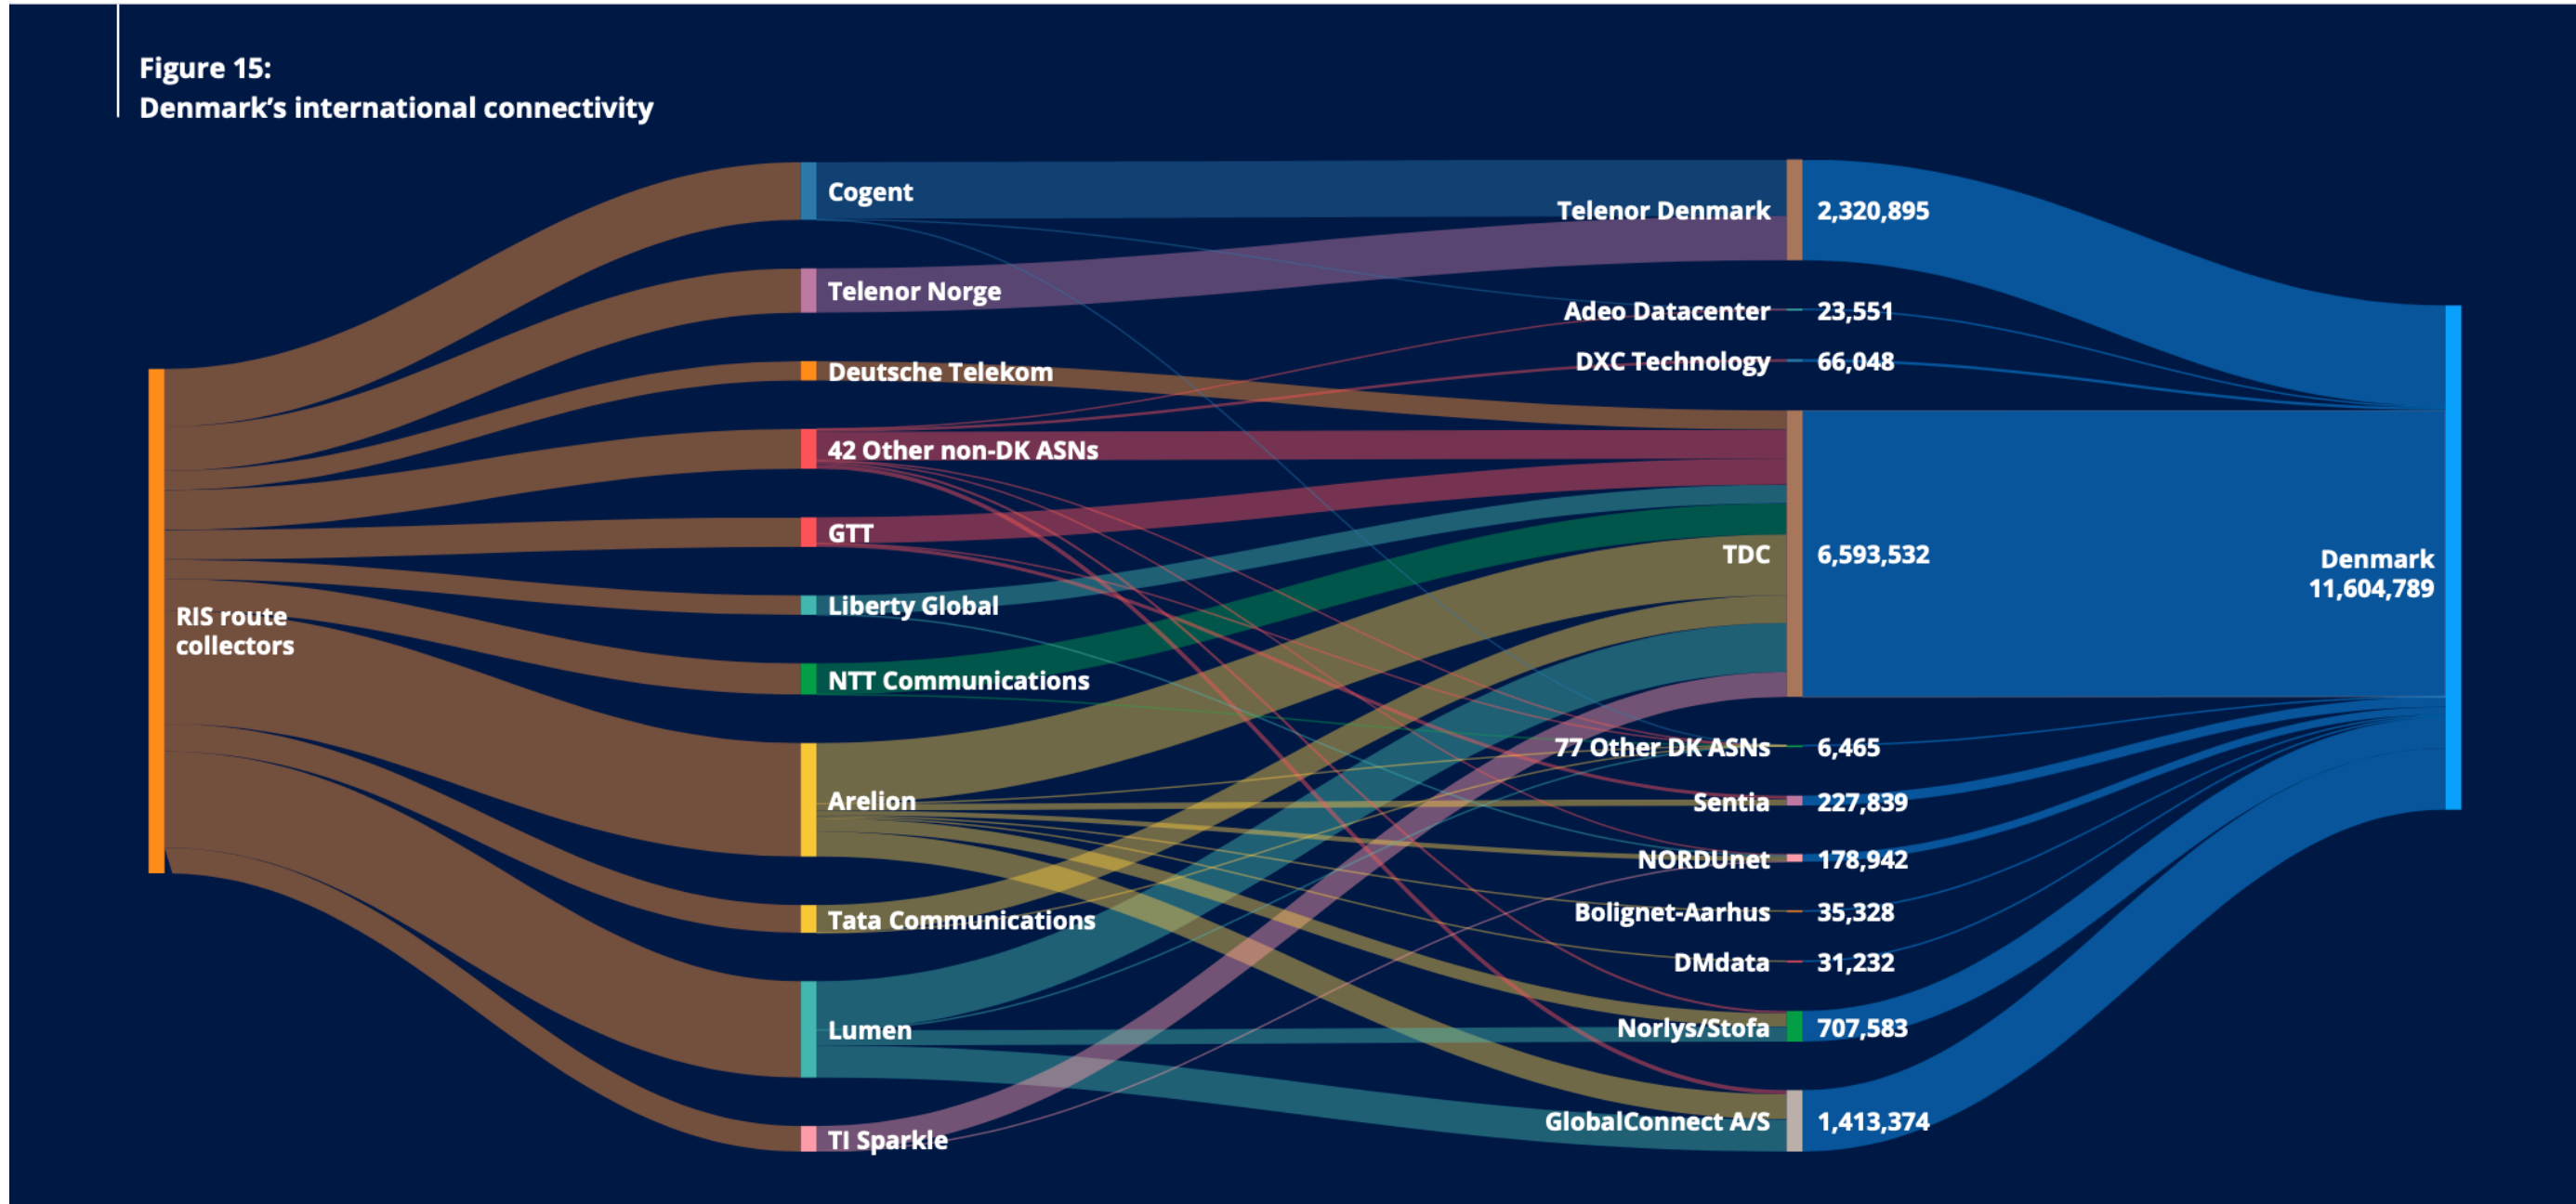 Figure 15:
Denmark’s international connectivity
RIS route
collectors
Cogent
Telenor Norge
Deutsche Telekom
42 Other non-DK ASNs
GTT
Liberty Global
NTT Communications
Arelion
Tata Communications
Lumen
TI Sparkle
Telenor Denmark 2,320,895
Adeo Datacenter 23,551
DXC Technology 66,048
TDC 6,593,532
77 Other DK ASNs 6,465
Sentia 227,839
NORDUnet 178,942
Bolignet-Aarhus 35,328
DMdata 31,232
Norlys/Stofa 707,583
GlobalConnect A/S 1,413,374
Denmark
11,604,789